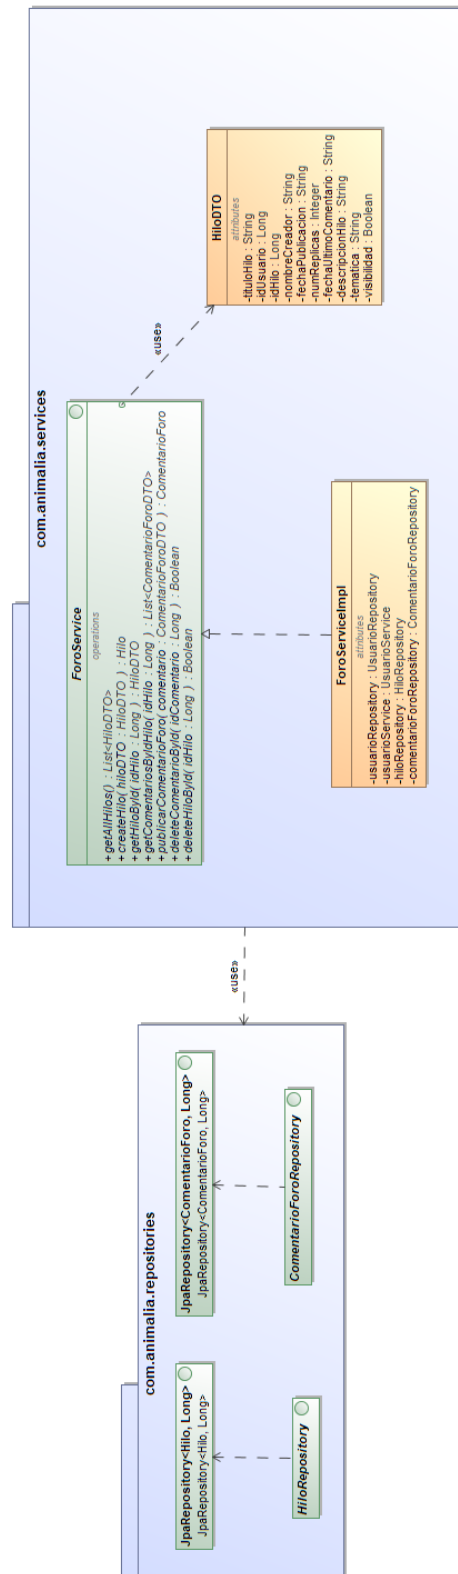 com.animalia.repositories
JpaRepository<Hilo, Long>
JpaRepository<Hilo, Long>
JpaRepository<ComentarioForo, Long>
JpaRepository<ComentarioForo, Long>
HiloRepository
ComentarioForoRepository
«use»
com.animalia.services
ForoService
operations
+getAllHilos() : List<HiloDTO>
+createHilo( hiloDTO : HiloDTO ) : Hilo
+getHiloById( idHilo : Long ) : HiloDTO
+getComentariosByIdHilo( idHilo : Long ) : List<ComentarioForoDTO>
+publicarComentarioForo( comentario : ComentarioForoDTO ) : ComentarioForo
+deleteComentarioById( idComentario : Long ) : Boolean
+deleteHiloById( idHilo : Long ) : Boolean
«use»
HiloDTO
attributes
-tituloHilo : String
-idUsuario : Long
-idHilo : Long
-nombreCreador : String
-fechaPublicacion : String
-numReplicas : Integer
-fechaUltimoComentario : String
-descripcionHilo : String
-tematica : String
-visibilidad : Boolean
ForoServiceImpl
attributes
-usuarioRepository : UsuarioRepository
-usuarioService : UsuarioService
-hiloRepository : HiloRepository
-comentarioForoRepository : ComentarioForoRepository